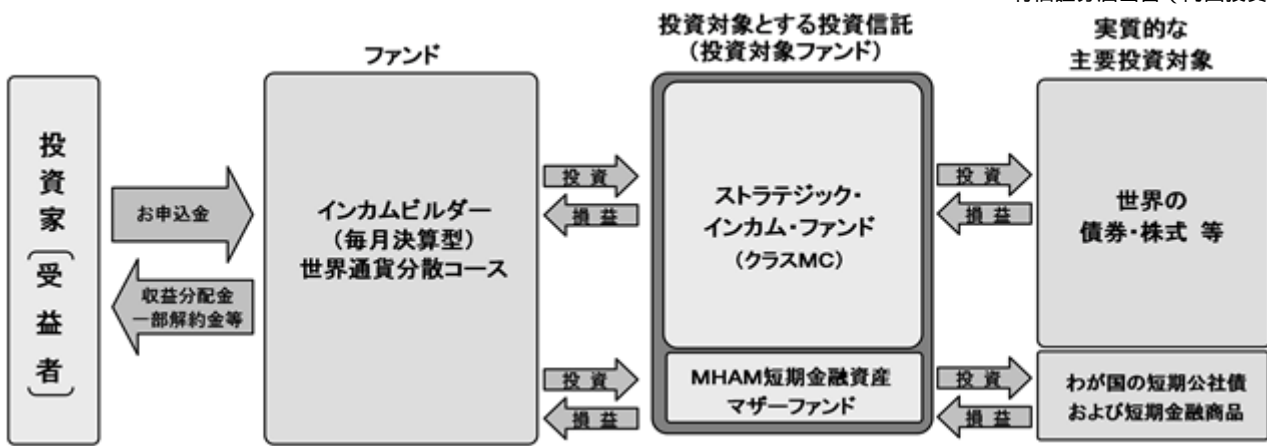 投資対象とする投資信託
(投資対象ファンド)
実質的な
主要投資対象
ファンド
投資家
〔受益者〕
お申込金
収益分配金
一部解約金等
インカムビルダー
(毎月決算型)
世界通貨分散コース
投資
損益
投資
損益
ストラテジック・
インカム・ファンド
(クラスMC)
MHAM短期金融資産
マザーファンド
投資
損益
投資
損益
世界の
債券・株式 等
わが国の短期公社債
および短期金融商品